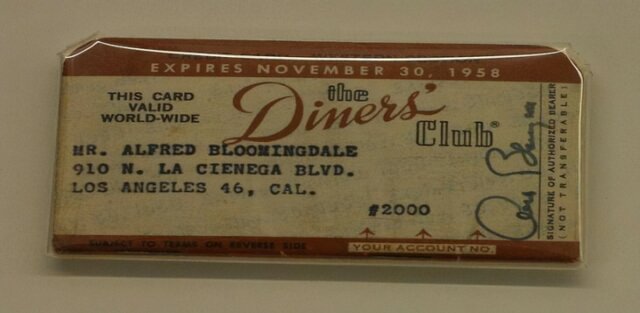 EXPIRES NOVEMBER 30, 1958
THIS CARD
VALID
WORLD-WIDE
the
Diners'
Club®
MR. ALFRED BLOOMINGDALE
910 N. LA CIENEGA BLVD.
LOS ANGELES 46, CAL.
#2000
SUBJECT TO TERMS ON REVERSE SIDE
YOUR ACCOUNT NO.
SIGNATURE OF AUTHORIZED BEARER
(NOT TRANSFERABLE)